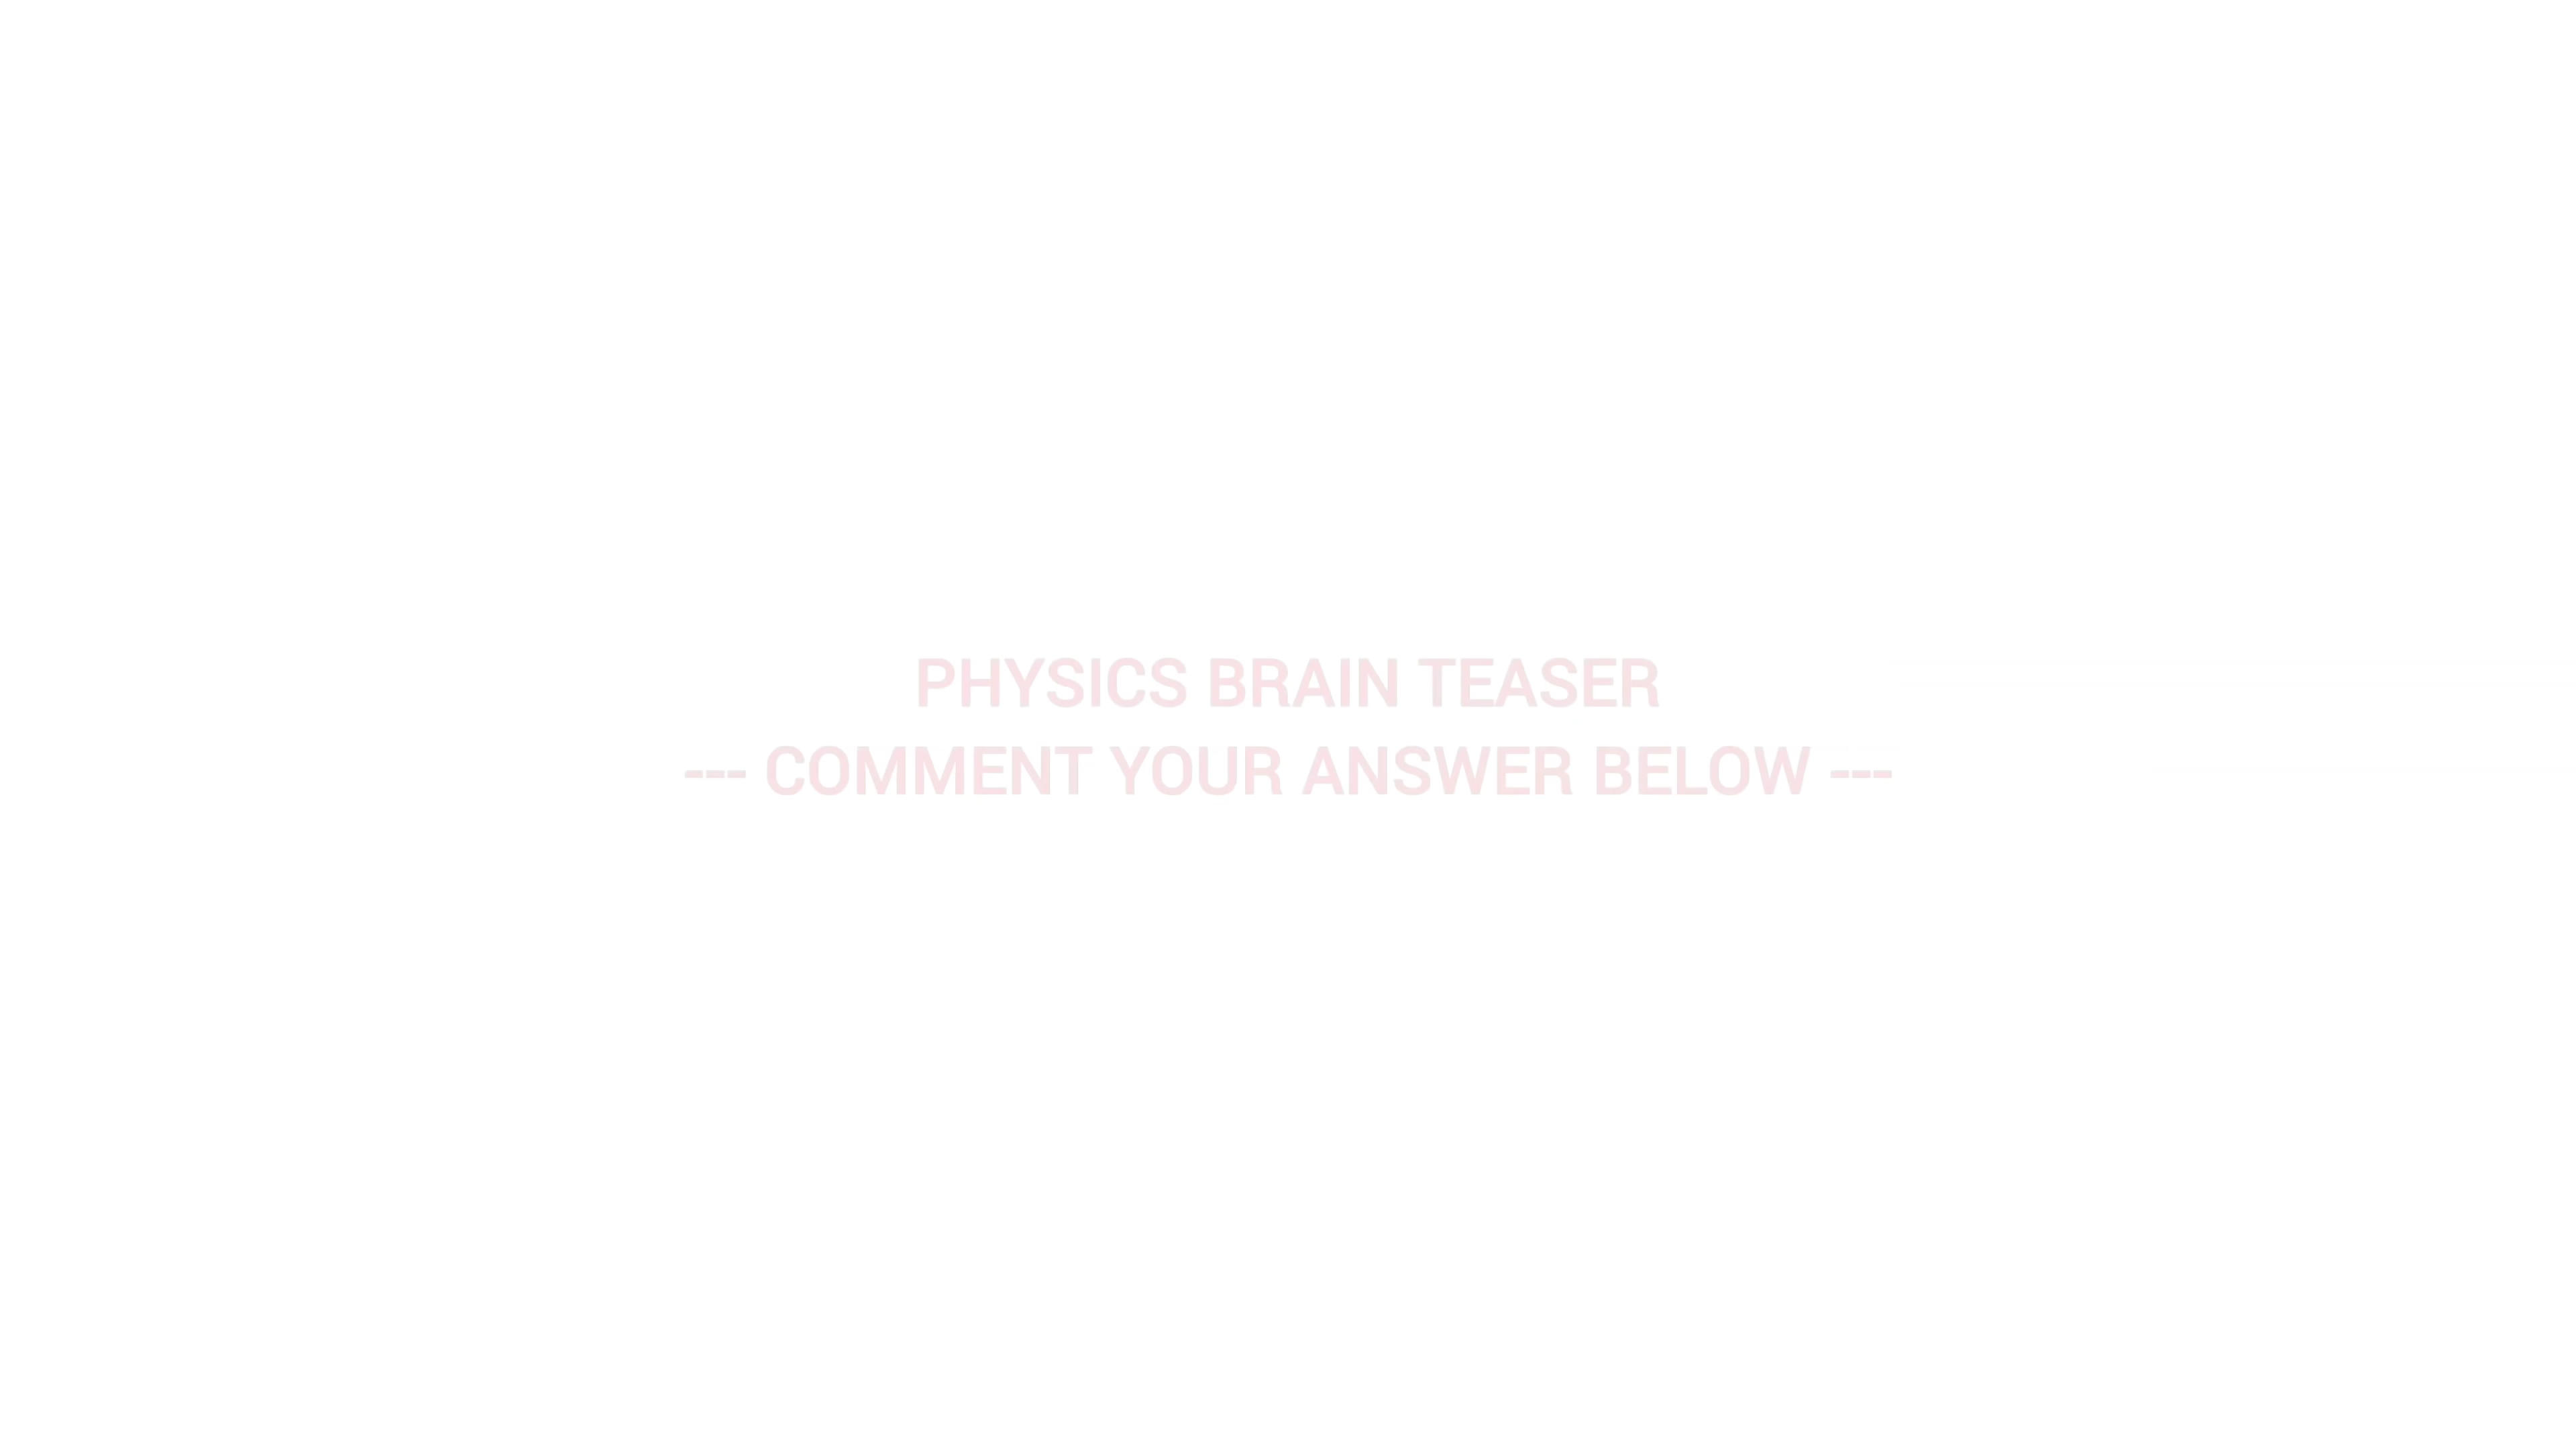 PHYSICS BRAIN TEASER
--- COMMENT YOUR ANSWER BELOW ---